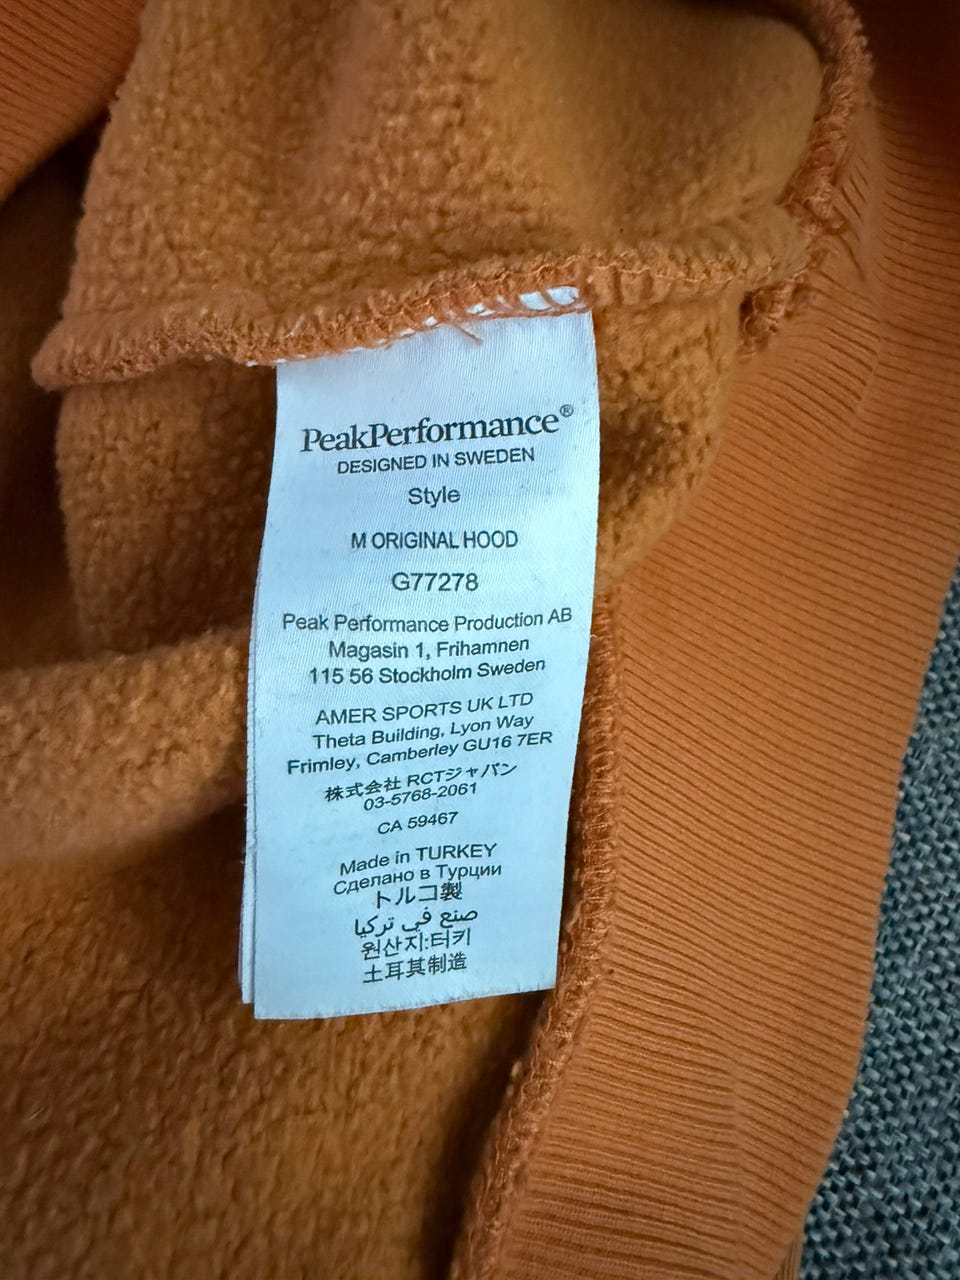 PeakPerformance®
DESIGNED IN SWEDEN
Style
M ORIGINAL HOOD
G77278
Peak Performance Production AB
Magasin 1, Frihamnen
115 56 Stockholm Sweden
AMER SPORTS UK LTD
Theta Building, Lyon Way
Frimley, Camberley GU16 7ER
株式会社 RCTジャパン
03-5768-2061
CA 59467
Made in TURKEY
Сделано в Турции
トルコ製
صنع في تركيا
원산지:터키
土耳其制造